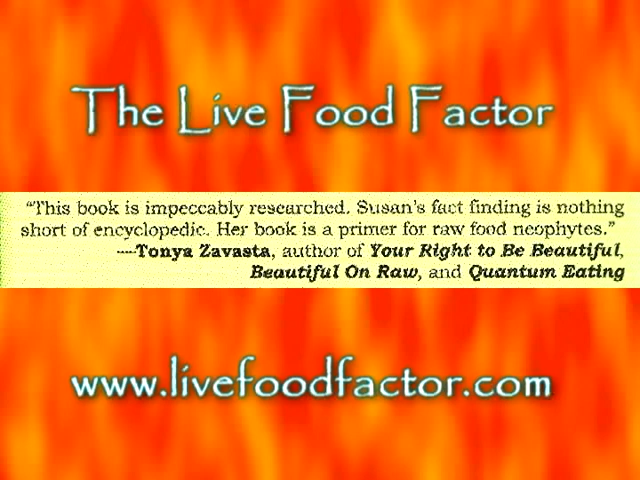 The Live Food Factor
"This book is impeccably researched. Susan's fact finding is nothing
short of encyclopedic. Her book is a primer for raw food neophytes."
—Tonya Zavasta, author of Your Right to Be Beautiful,
Beautiful On Raw, and Quantum Eating
www.livefoodfactor.com